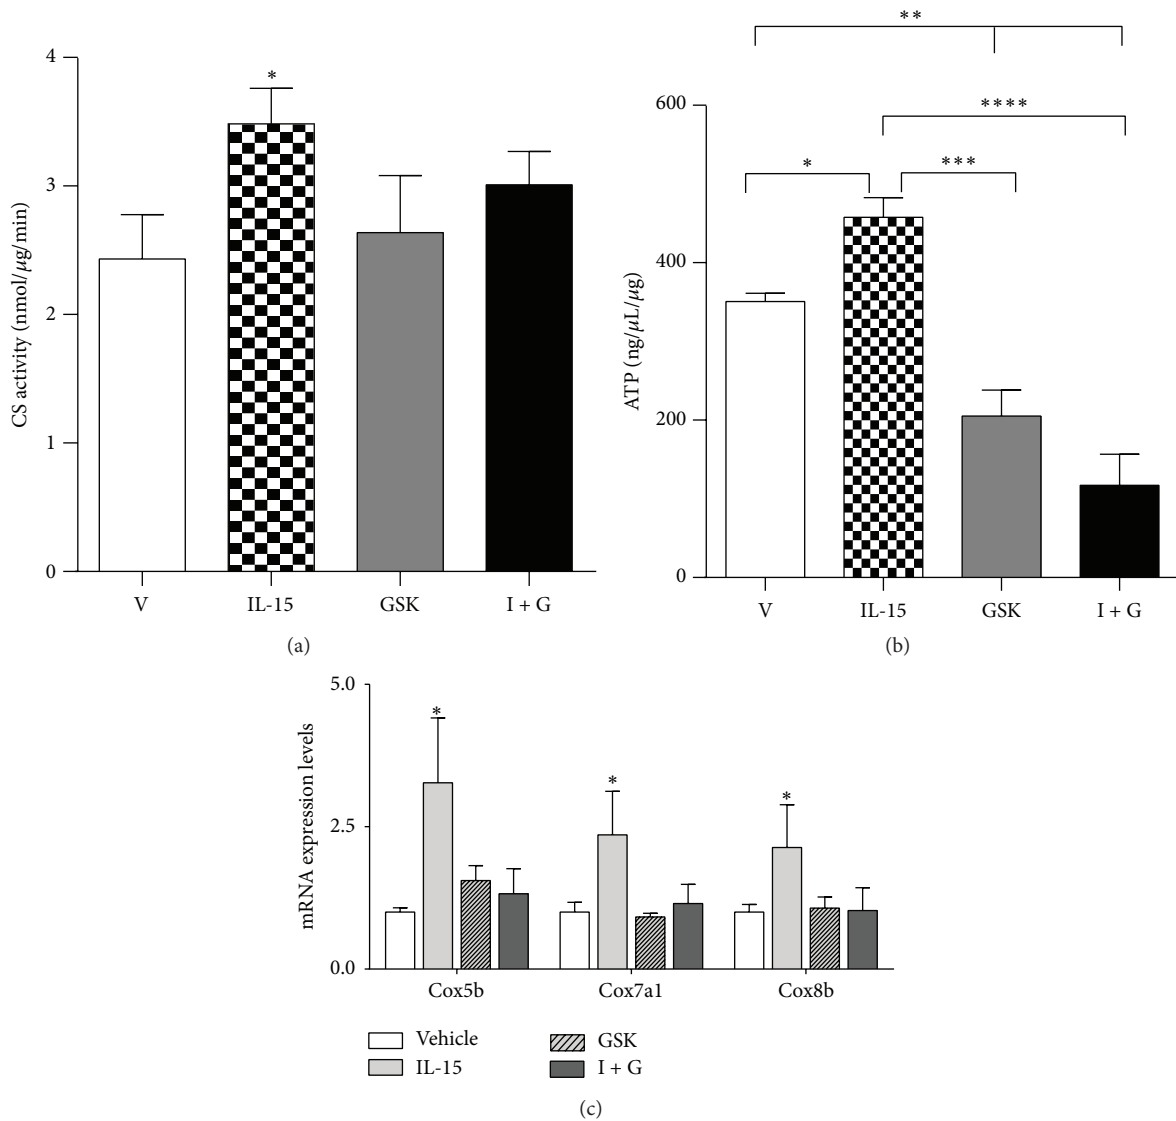 CS activity (nmol/μg/min)
4
3
2
1
0
*
V IL-15 GSK I + G
(a)
ATP (ng/μL/μg)
600
400
200
0
**
****
*
***
V IL-15 GSK I + G
(b)
mRNA expression levels
5.0
2.5
0.0
*
*
*
Cox5b Cox7a1 Cox8b
Vehicle GSK
IL-15 I + G
(c)